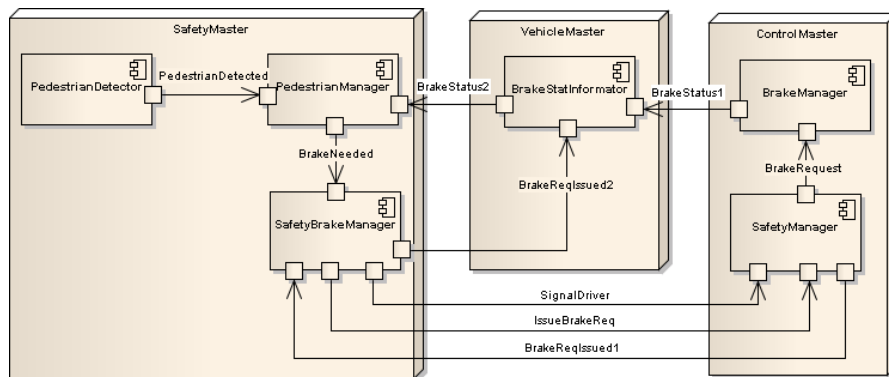 SafetyMaster
VehicleMaster
ControlMaster
PedestrianDetector
PedestrianDetected
PedestrianManager
BrakeStatus2
BrakeStatInformator
BrakeStatus1
BrakeManager
BrakeNeeded
BrakeReqIssued2
BrakeRequest
SafetyBrakeManager
SafetyManager
SignalDriver
IssueBrakeReq
BrakeReqIssued1